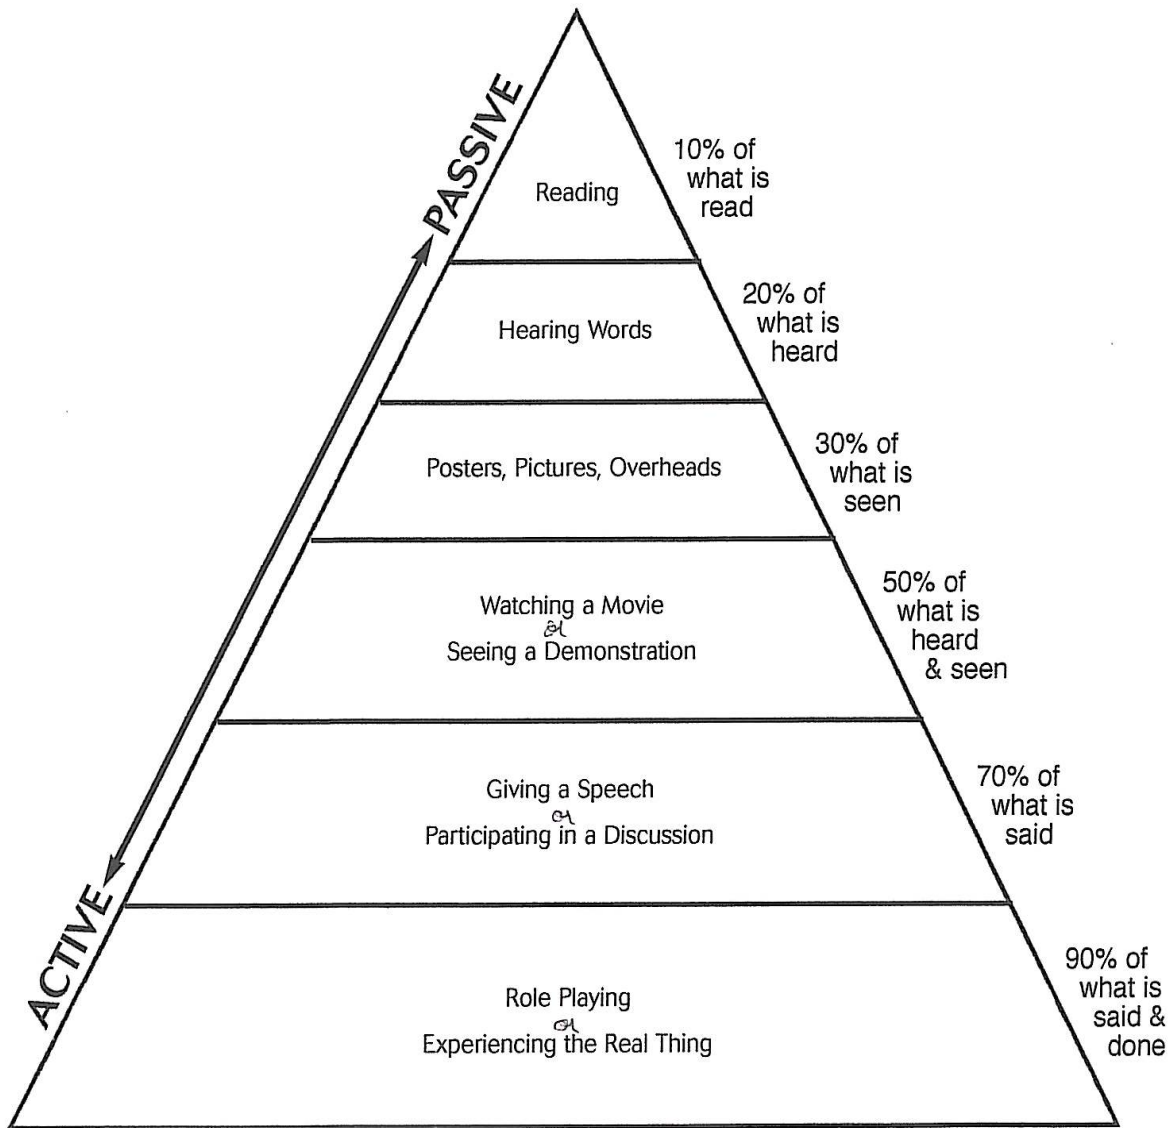 PASSIVE
Reading
10% of
what is
read
Hearing Words
20% of
what is
heard
Posters, Pictures, Overheads
30% of
what is
seen
Watching a Movie
or
Seeing a Demonstration
50% of
what is
heard
& seen
Giving a Speech
or
Participating in a Discussion
70% of
what is
said
ACTIVE
Role Playing
or
Experiencing the Real Thing
90% of
what is
said &
done